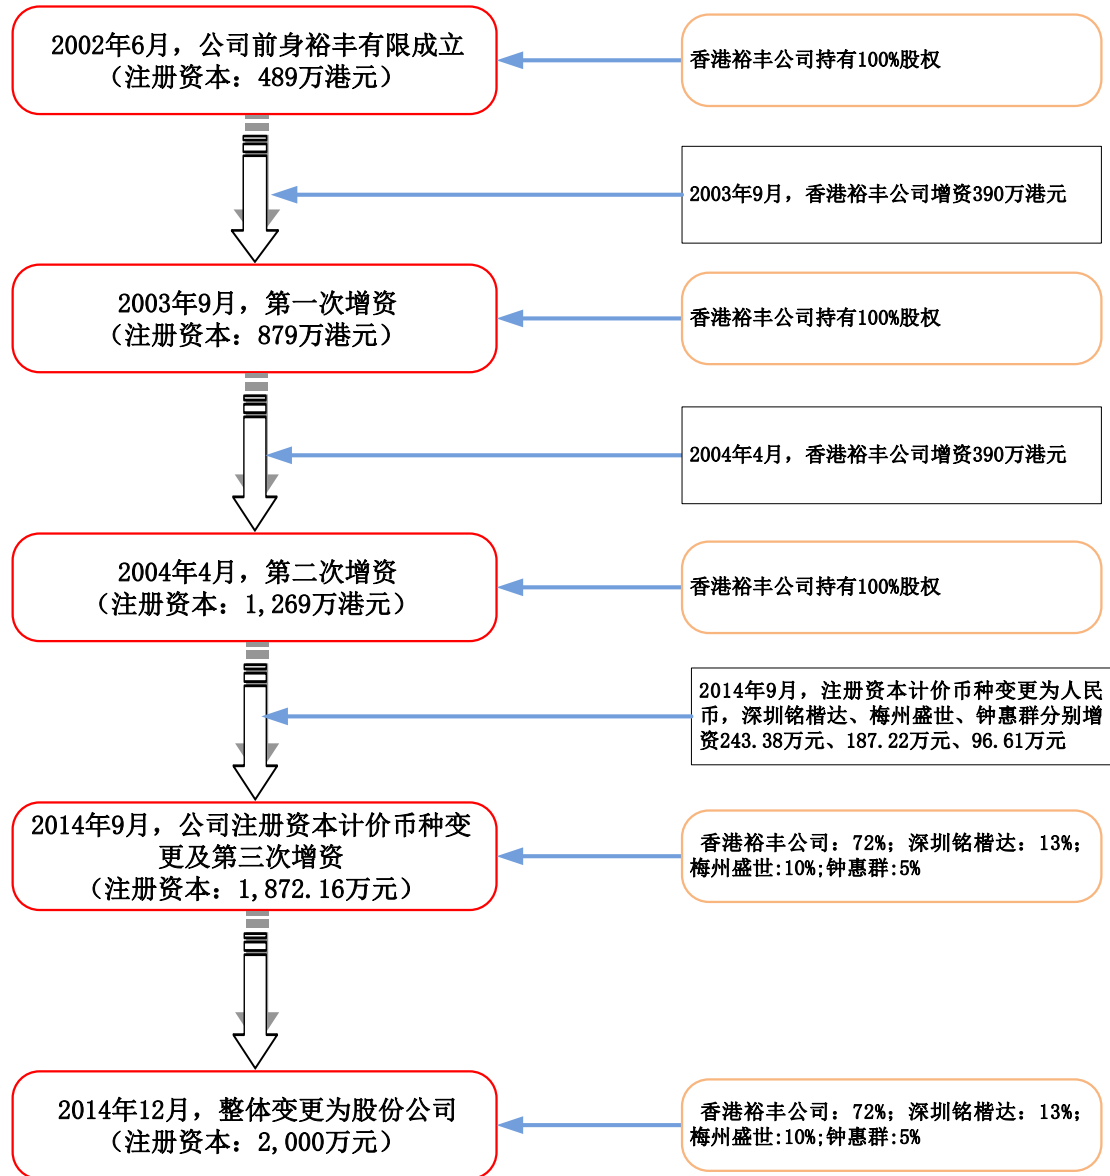 2002年6月，公司前身裕丰有限成立
（注册资本：489万港元）
香港裕丰公司持有100%股权
2003年9月，香港裕丰公司增资390万港元
2003年9月，第一次增资
（注册资本：879万港元）
香港裕丰公司持有100%股权
2004年4月，香港裕丰公司增资390万港元
2004年4月，第二次增资
（注册资本：1,269万港元）
香港裕丰公司持有100%股权
2014年9月，注册资本计价币种变更为人民
币，深圳铭楷达、梅州盛世、钟惠群分别增
资243.38万元、187.22万元、96.61万元
2014年9月，公司注册资本计价币种变
更及第三次增资
（注册资本：1,872.16万元）
香港裕丰公司：72%；深圳铭楷达：13%；
梅州盛世:10%;钟惠群:5%
2014年12月，整体变更为股份公司
（注册资本：2,000万元）
香港裕丰公司：72%；深圳铭楷达：13%；
梅州盛世:10%;钟惠群:5%